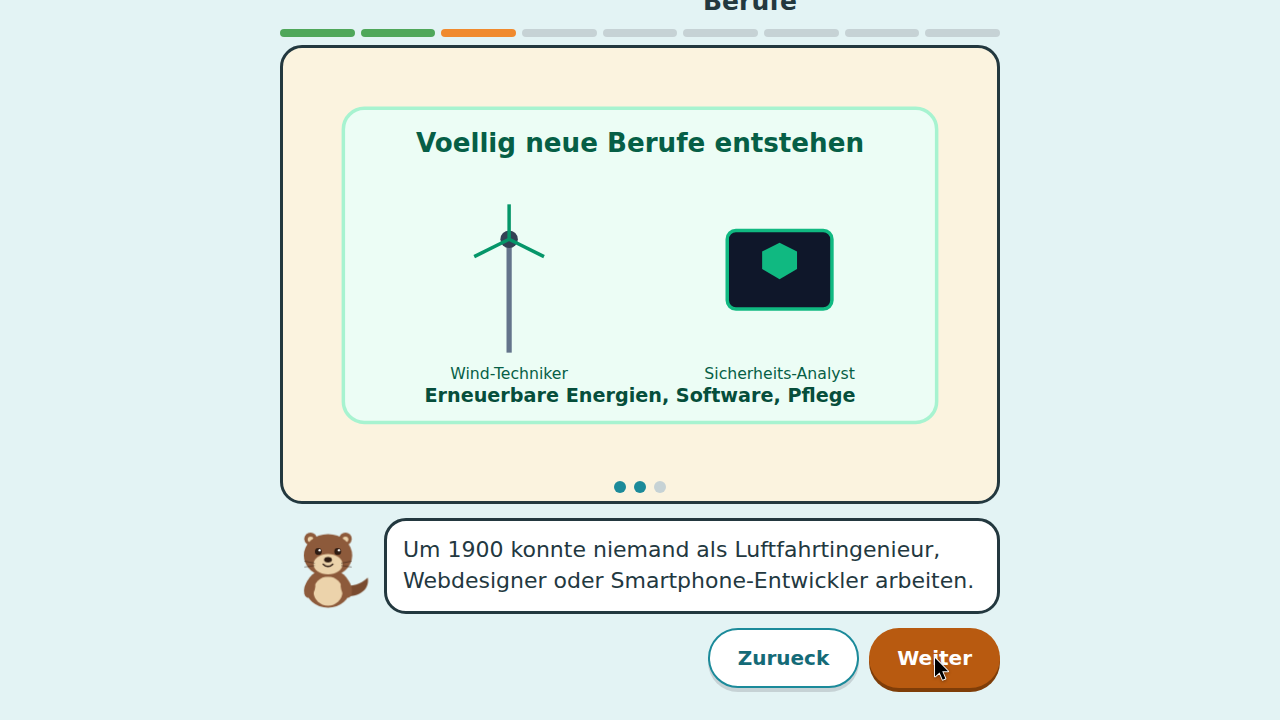 Berufe
Voellig neue Berufe entstehen
Wind-Techniker
Sicherheits-Analyst
Erneuerbare Energien, Software, Pflege
Um 1900 konnte niemand als Luftfahrtingenieur,
Webdesigner oder Smartphone-Entwickler arbeiten.
Zurueck
Weiter